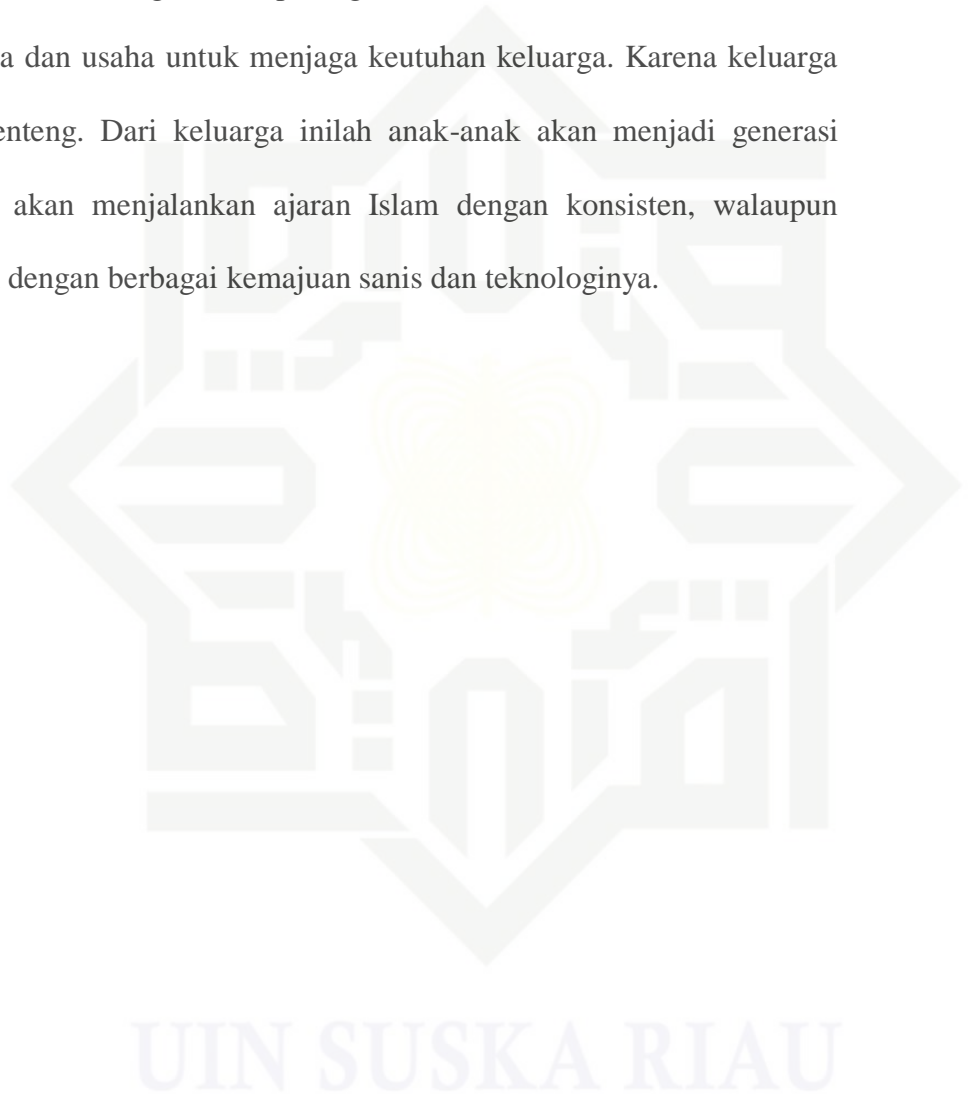 a dan usaha untuk menjaga keutuhan keluarga. Karena keluarga
enteng. Dari keluarga inilah anak-anak akan menjadi generasi
akan menjalankan ajaran Islam dengan konsisten, walaupun
dengan berbagai kemajuan sanis dan teknologinya.
UIN SUSKA RIAU